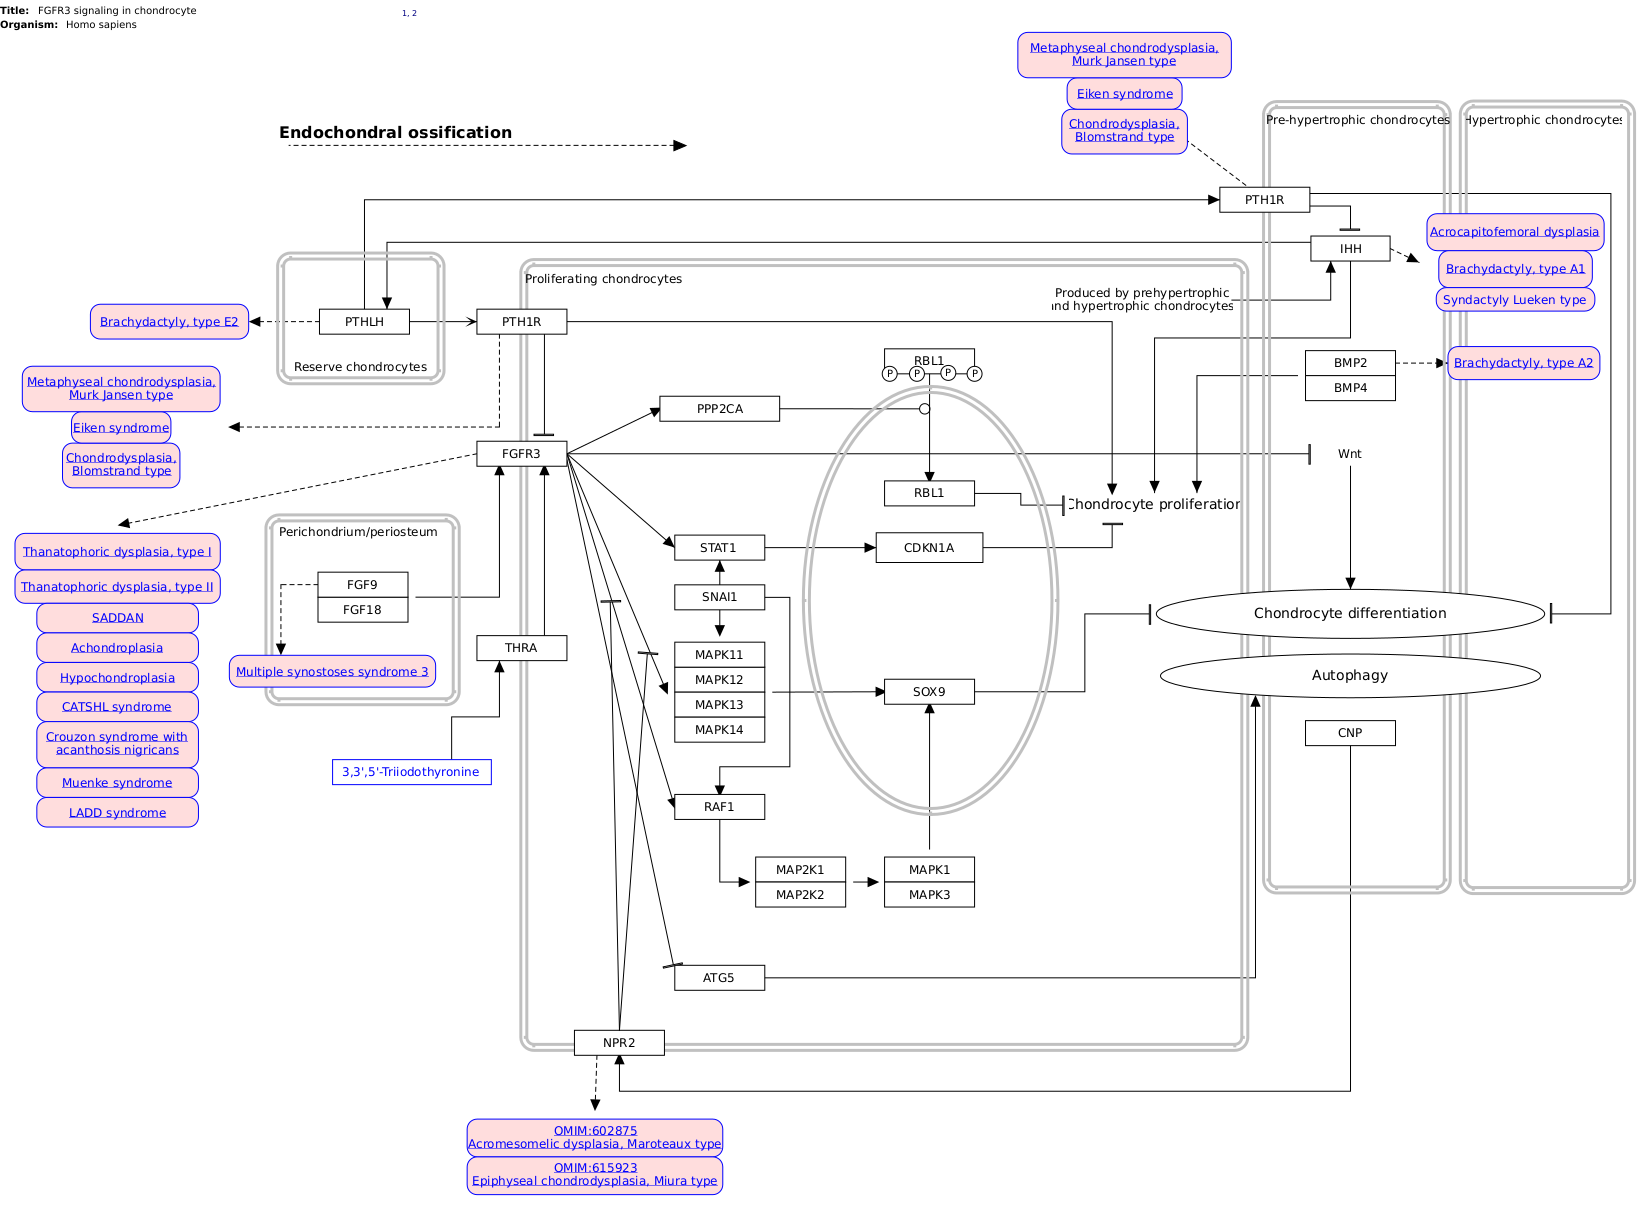 Title: FGFR3 signaling in chondrocyte
1, 2
Organism: Homo sapiens
Metaphyseal chondrodysplasia,
Murk Jansen type
Eiken syndrome
Chondrodysplasia,
Blomstrand type
Endochondral ossification
Pre-hypertrophic chondrocytes
Hypertrophic chondrocytes
PTH1R
IHH
Acrocapitofemoral dysplasia
Brachydactyly, type A1
Syndactyly Lueken type
Proliferating chondrocytes
Produced by prehypertrophic
and hypertrophic chondrocytes
Brachydactyly, type E2
PTHLH
PTH1R
Reserve chondrocytes
RBL1
P
P
P
P
BMP2
BMP4
Brachydactyly, type A2
Metaphyseal chondrodysplasia,
Murk Jansen type
Eiken syndrome
Chondrodysplasia,
Blomstrand type
PPP2CA
FGFR3
Wnt
RBL1
Chondrocyte proliferation
Perichondrium/periosteum
STAT1
CDKN1A
Thanatophoric dysplasia, type I
Thanatophoric dysplasia, type II
SADDAN
Achondroplasia
Hypochondroplasia
CATSHL syndrome
Crouzon syndrome with
acanthosis nigricans
Muenke syndrome
LADD syndrome
FGF9
FGF18
Multiple synostoses syndrome 3
THRA
3,3',5'-Triiodothyronine
SNAI1
MAPK11
MAPK12
MAPK13
MAPK14
SOX9
Chondrocyte differentiation
Autophagy
CNP
RAF1
MAP2K1
MAP2K2
MAPK1
MAPK3
ATG5
NPR2
OMIM:602875
Acromesomelic dysplasia, Maroteaux type
OMIM:615923
Epiphyseal chondrodysplasia, Miura type